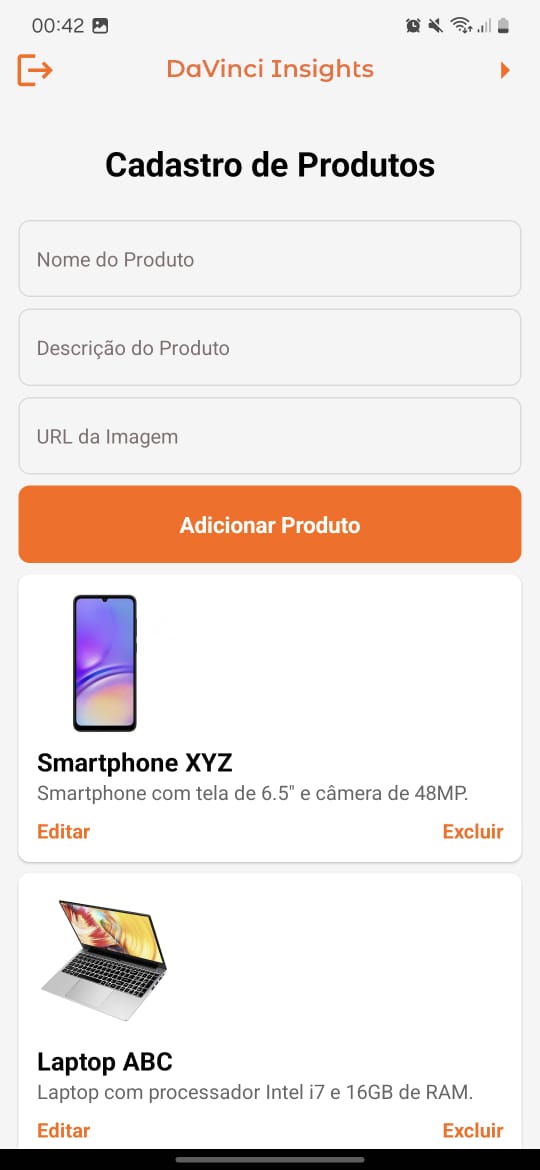 00:42
DaVinci Insights
Cadastro de Produtos
Nome do Produto
Descrição do Produto
URL da Imagem
Adicionar Produto
Smartphone XYZ
Smartphone com tela de 6.5" e câmera de 48MP.
Editar
Excluir
Laptop ABC
Laptop com processador Intel i7 e 16GB de RAM.
Editar
Excluir